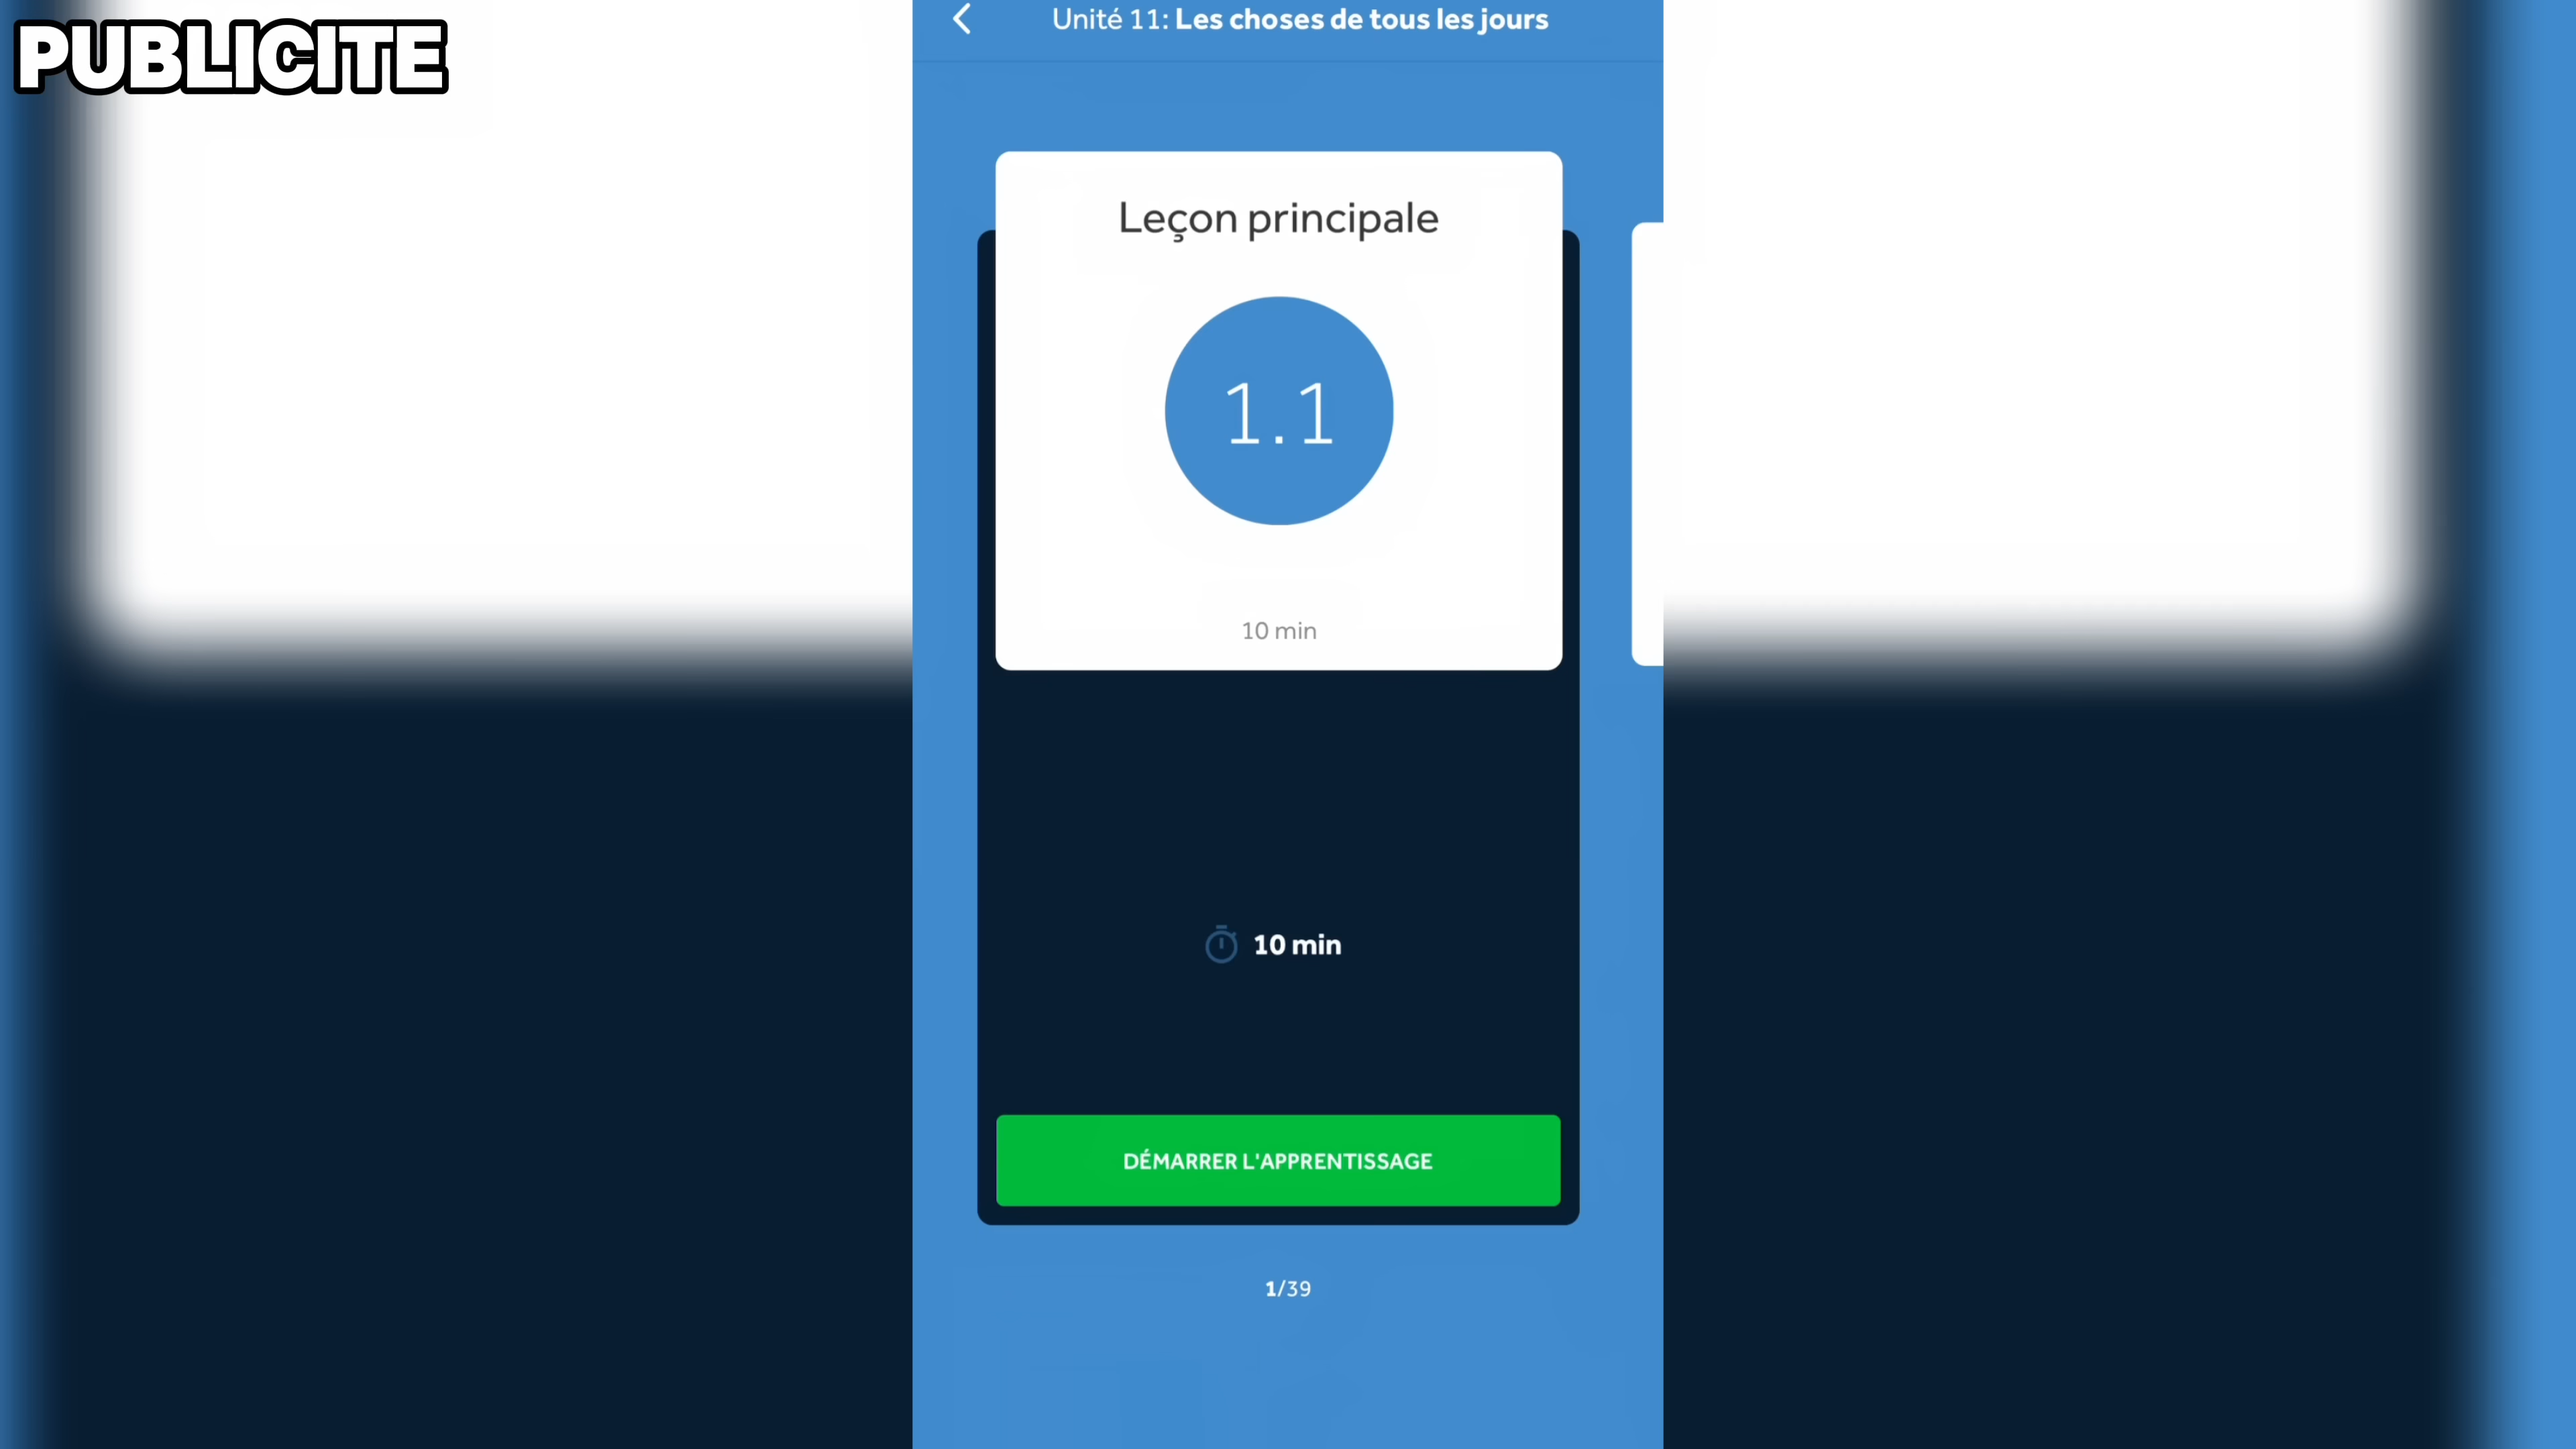 PUBLICITE
Unité 11: Les choses de tous les jours
Leçon principale
1.1
10 min
10 min
DÉMARRER L'APPRENTISSAGE
1/39